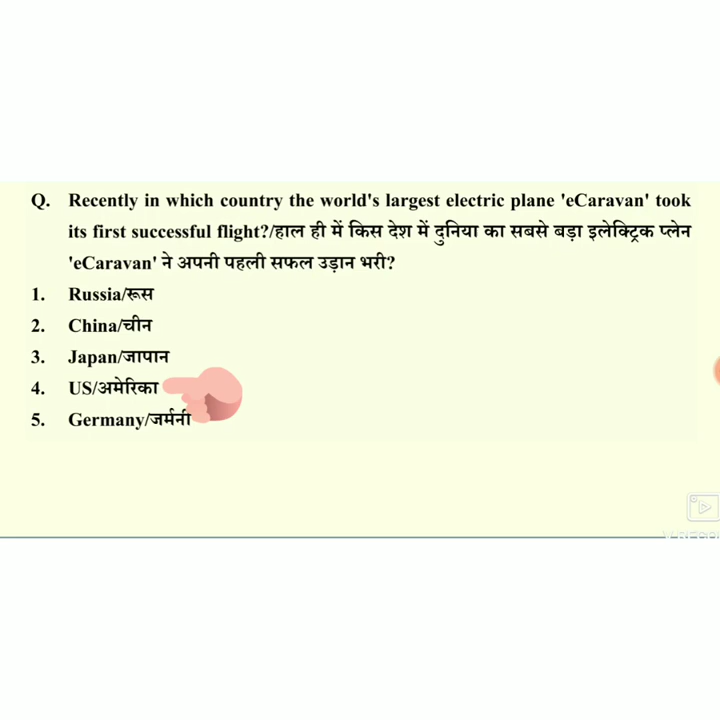 Q. Recently in which country the world's largest electric plane 'eCaravan' took
its first successful flight?/हाल ही में किस देश में दुनिया का सबसे बड़ा इलेक्ट्रिक प्लेन
'eCaravan' ने अपनी पहली सफल उड़ान भरी?
1. Russia/रूस
2. China/चीन
3. Japan/जापान
4. US/अमेरिका
5. Germany/जर्मनी